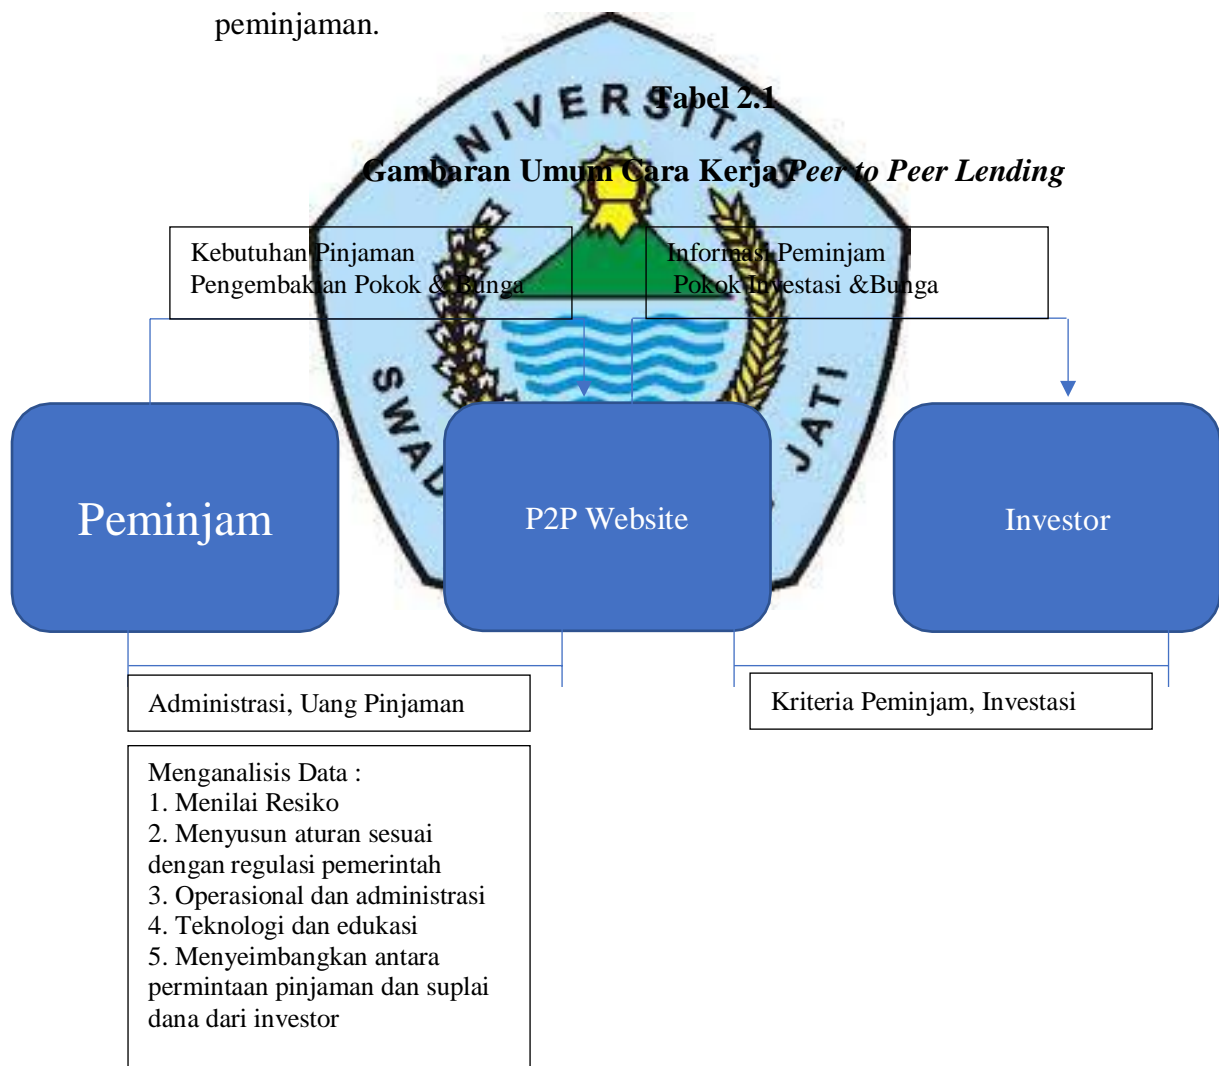 peminjaman.
Tabel 2.1
Gambaran Umum Cara Kerja Peer to Peer Lending
UNIVERSITAS
Kebutuhan Pinjaman
Pengembakian Pokok & Bunga
Informasi Peminjam
Pokok Investasi &Bunga
SWAD
JATI
Peminjam
P2P Website
Investor
Administrasi, Uang Pinjaman
Kriteria Peminjam, Investasi
Menganalisis Data :
1. Menilai Resiko
2. Menyusun aturan sesuai
dengan regulasi pemerintah
3. Operasional dan administrasi
4. Teknologi dan edukasi
5. Menyeimbangkan antara
permintaan pinjaman dan suplai
dana dari investor